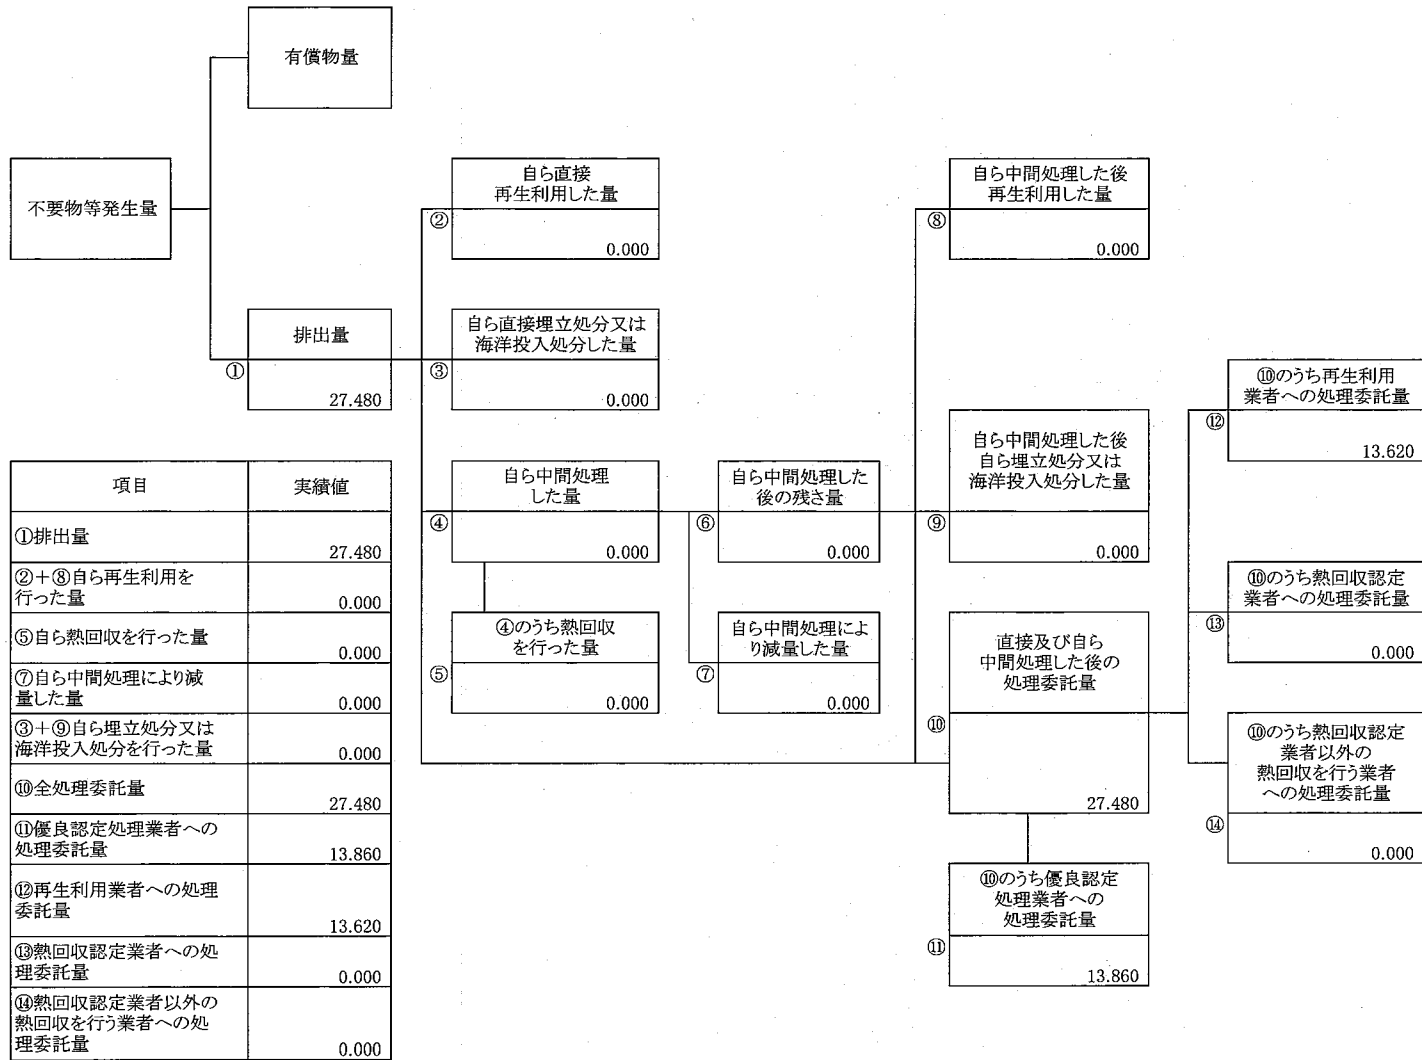 有償物量
不要物等発生量
自ら直接
再生利用した量
②
0.000
自ら中間処理した後
再生利用した量
⑧
0.000
排出量
①
27.480
自ら直接埋立処分又は
海洋投入処分した量
③
0.000
⑩のうち再生利用
業者への処理委託量
⑫
13.620
自ら中間処理
した量
④
0.000
自ら中間処理した
後の残さ量
⑥
0.000
自ら中間処理した後
自ら埋立処分又は
海洋投入処分した量
⑨
0.000
⑩のうち熱回収認定
業者への処理委託量
⑬
0.000
④のうち熱回収
を行った量
⑤
0.000
自ら中間処理によ
り減量した量
⑦
0.000
直接及び自ら
中間処理した後の
処理委託量
⑩
27.480
⑩のうち熱回収認定
業者以外の
熱回収を行う業者
への処理委託量
⑭
0.000
⑩のうち優良認定
処理業者への
処理委託量
⑪
13.860
項目
実績値
①排出量
27.480
②+⑧自ら再生利用を
行った量
0.000
⑤自ら熱回収を行った量
0.000
⑦自ら中間処理により減
量した量
0.000
③+⑨自ら埋立処分又は
海洋投入処分を行った量
0.000
⑩全処理委託量
27.480
⑪優良認定処理業者への
処理委託量
13.860
⑫再生利用業者への処理
委託量
13.620
⑬熱回収認定業者への処
理委託量
0.000
⑭熱回収認定業者以外の
熱回収を行う業者への処
理委託量
0.000